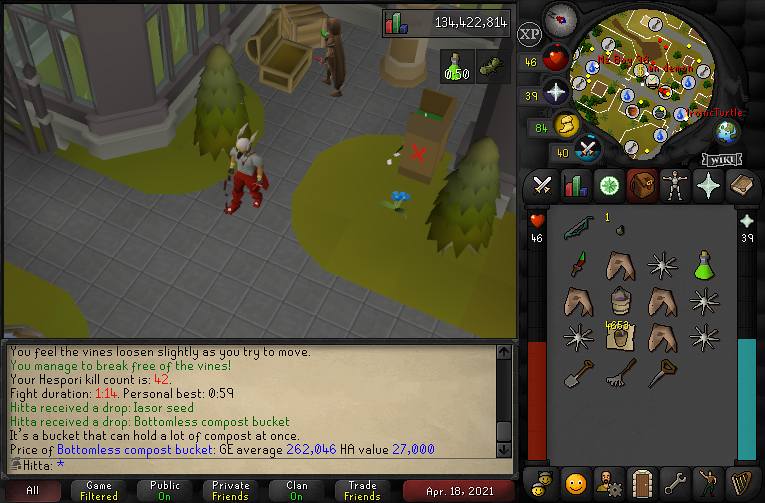 134,422,814
XP
0:50
46
39
84
40
WIKI
1
46
39
4653
You feel the vines loosen slightly as you try to move.
You manage to break free of the vines!
Your Hespori kill count is: 42.
Fight duration: 1:14. Personal best: 0:59
Hitta received a drop: Iasor seed
Hitta received a drop: Bottomless compost bucket
It's a bucket that can hold a lot of compost at once.
Price of Bottomless compost bucket: GE average 262,046 HA value 27,000
Hitta: *
All
Game
Filtered
Public
On
Private
Friends
Clan
On
Trade
Friends
Apr. 18, 2021